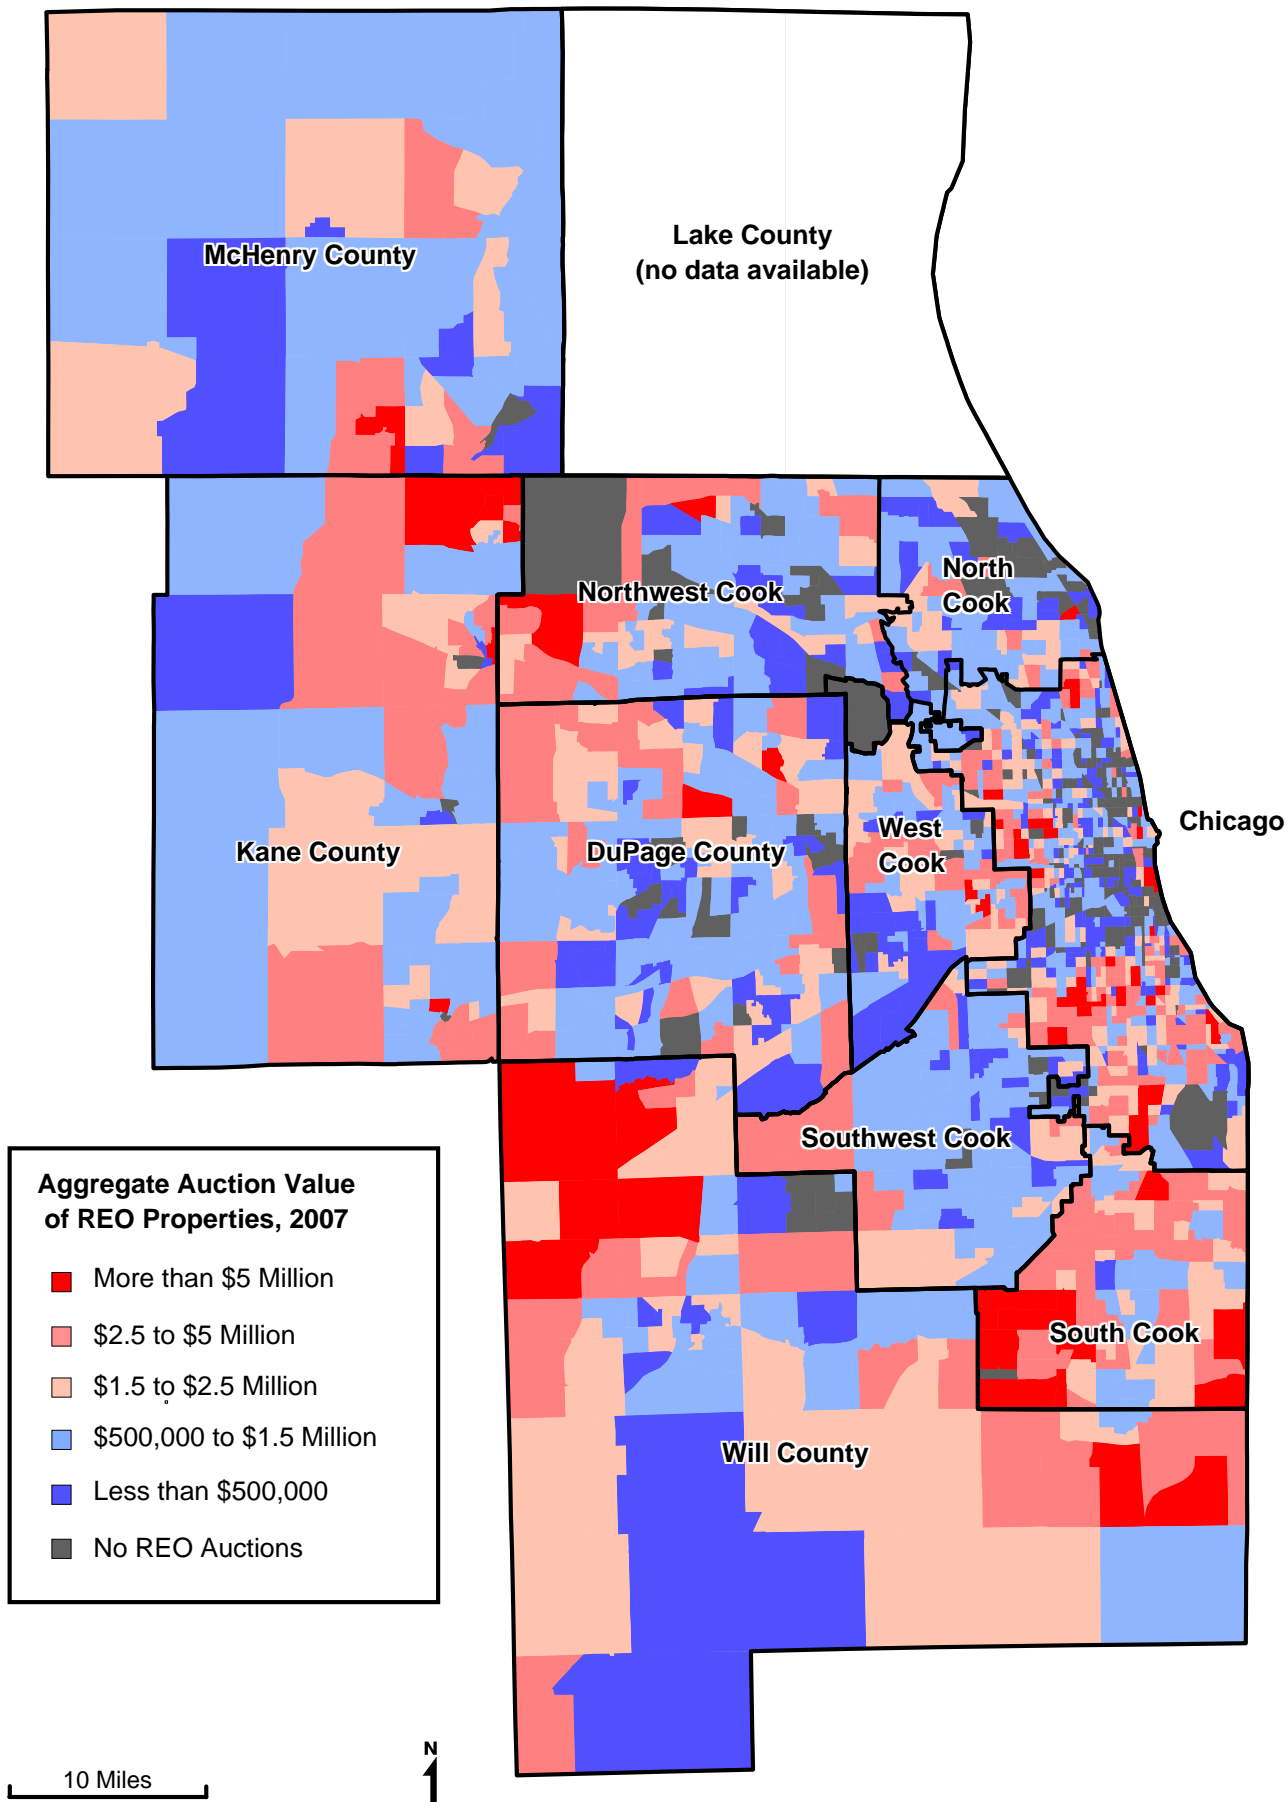 Lake County
(no data available)
McHenry County
North
Cook
Northwest Cook
Chicago
West
Cook
Kane County
DuPage County
Southwest Cook
Aggregate Auction Value
of REO Properties, 2007
More than $5 Million
$2.5 to $5 Million
$1.5 to $2.5 Million
$500,000 to $1.5 Million
Less than $500,000
No REO Auctions
South Cook
Will County
N
10 Miles